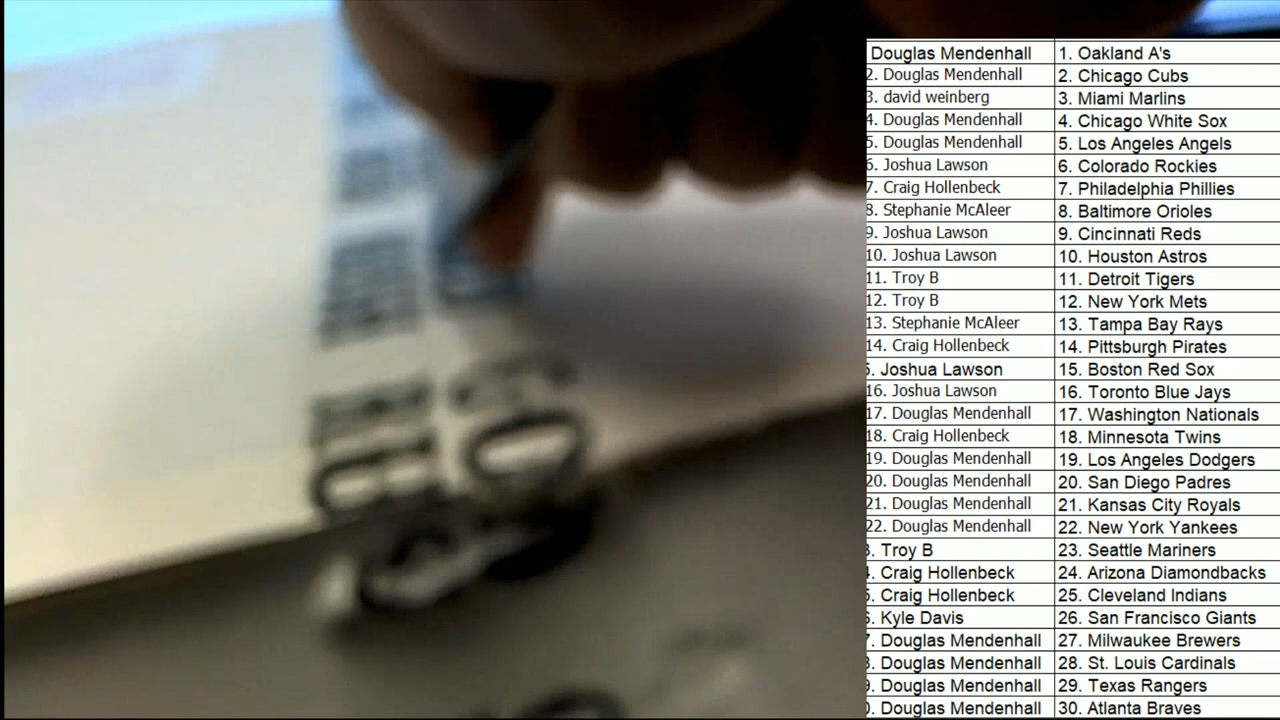 Douglas Mendenhall 1. Oakland A's
2. Douglas Mendenhall 2. Chicago Cubs
3. david weinberg 3. Miami Marlins
4. Douglas Mendenhall 4. Chicago White Sox
5. Douglas Mendenhall 5. Los Angeles Angels
6. Joshua Lawson 6. Colorado Rockies
7. Craig Hollenbeck 7. Philadelphia Phillies
8. Stephanie McAleer 8. Baltimore Orioles
9. Joshua Lawson 9. Cincinnati Reds
10. Joshua Lawson 10. Houston Astros
11. Troy B 11. Detroit Tigers
12. Troy B 12. New York Mets
13. Stephanie McAleer 13. Tampa Bay Rays
14. Craig Hollenbeck 14. Pittsburgh Pirates
5. Joshua Lawson 15. Boston Red Sox
16. Joshua Lawson 16. Toronto Blue Jays
17. Douglas Mendenhall 17. Washington Nationals
18. Craig Hollenbeck 18. Minnesota Twins
19. Douglas Mendenhall 19. Los Angeles Dodgers
20. Douglas Mendenhall 20. San Diego Padres
21. Douglas Mendenhall 21. Kansas City Royals
22. Douglas Mendenhall 22. New York Yankees
3. Troy B 23. Seattle Mariners
4. Craig Hollenbeck 24. Arizona Diamondbacks
5. Craig Hollenbeck 25. Cleveland Indians
6. Kyle Davis 26. San Francisco Giants
7. Douglas Mendenhall 27. Milwaukee Brewers
8. Douglas Mendenhall 28. St. Louis Cardinals
9. Douglas Mendenhall 29. Texas Rangers
0. Douglas Mendenhall 30. Atlanta Braves